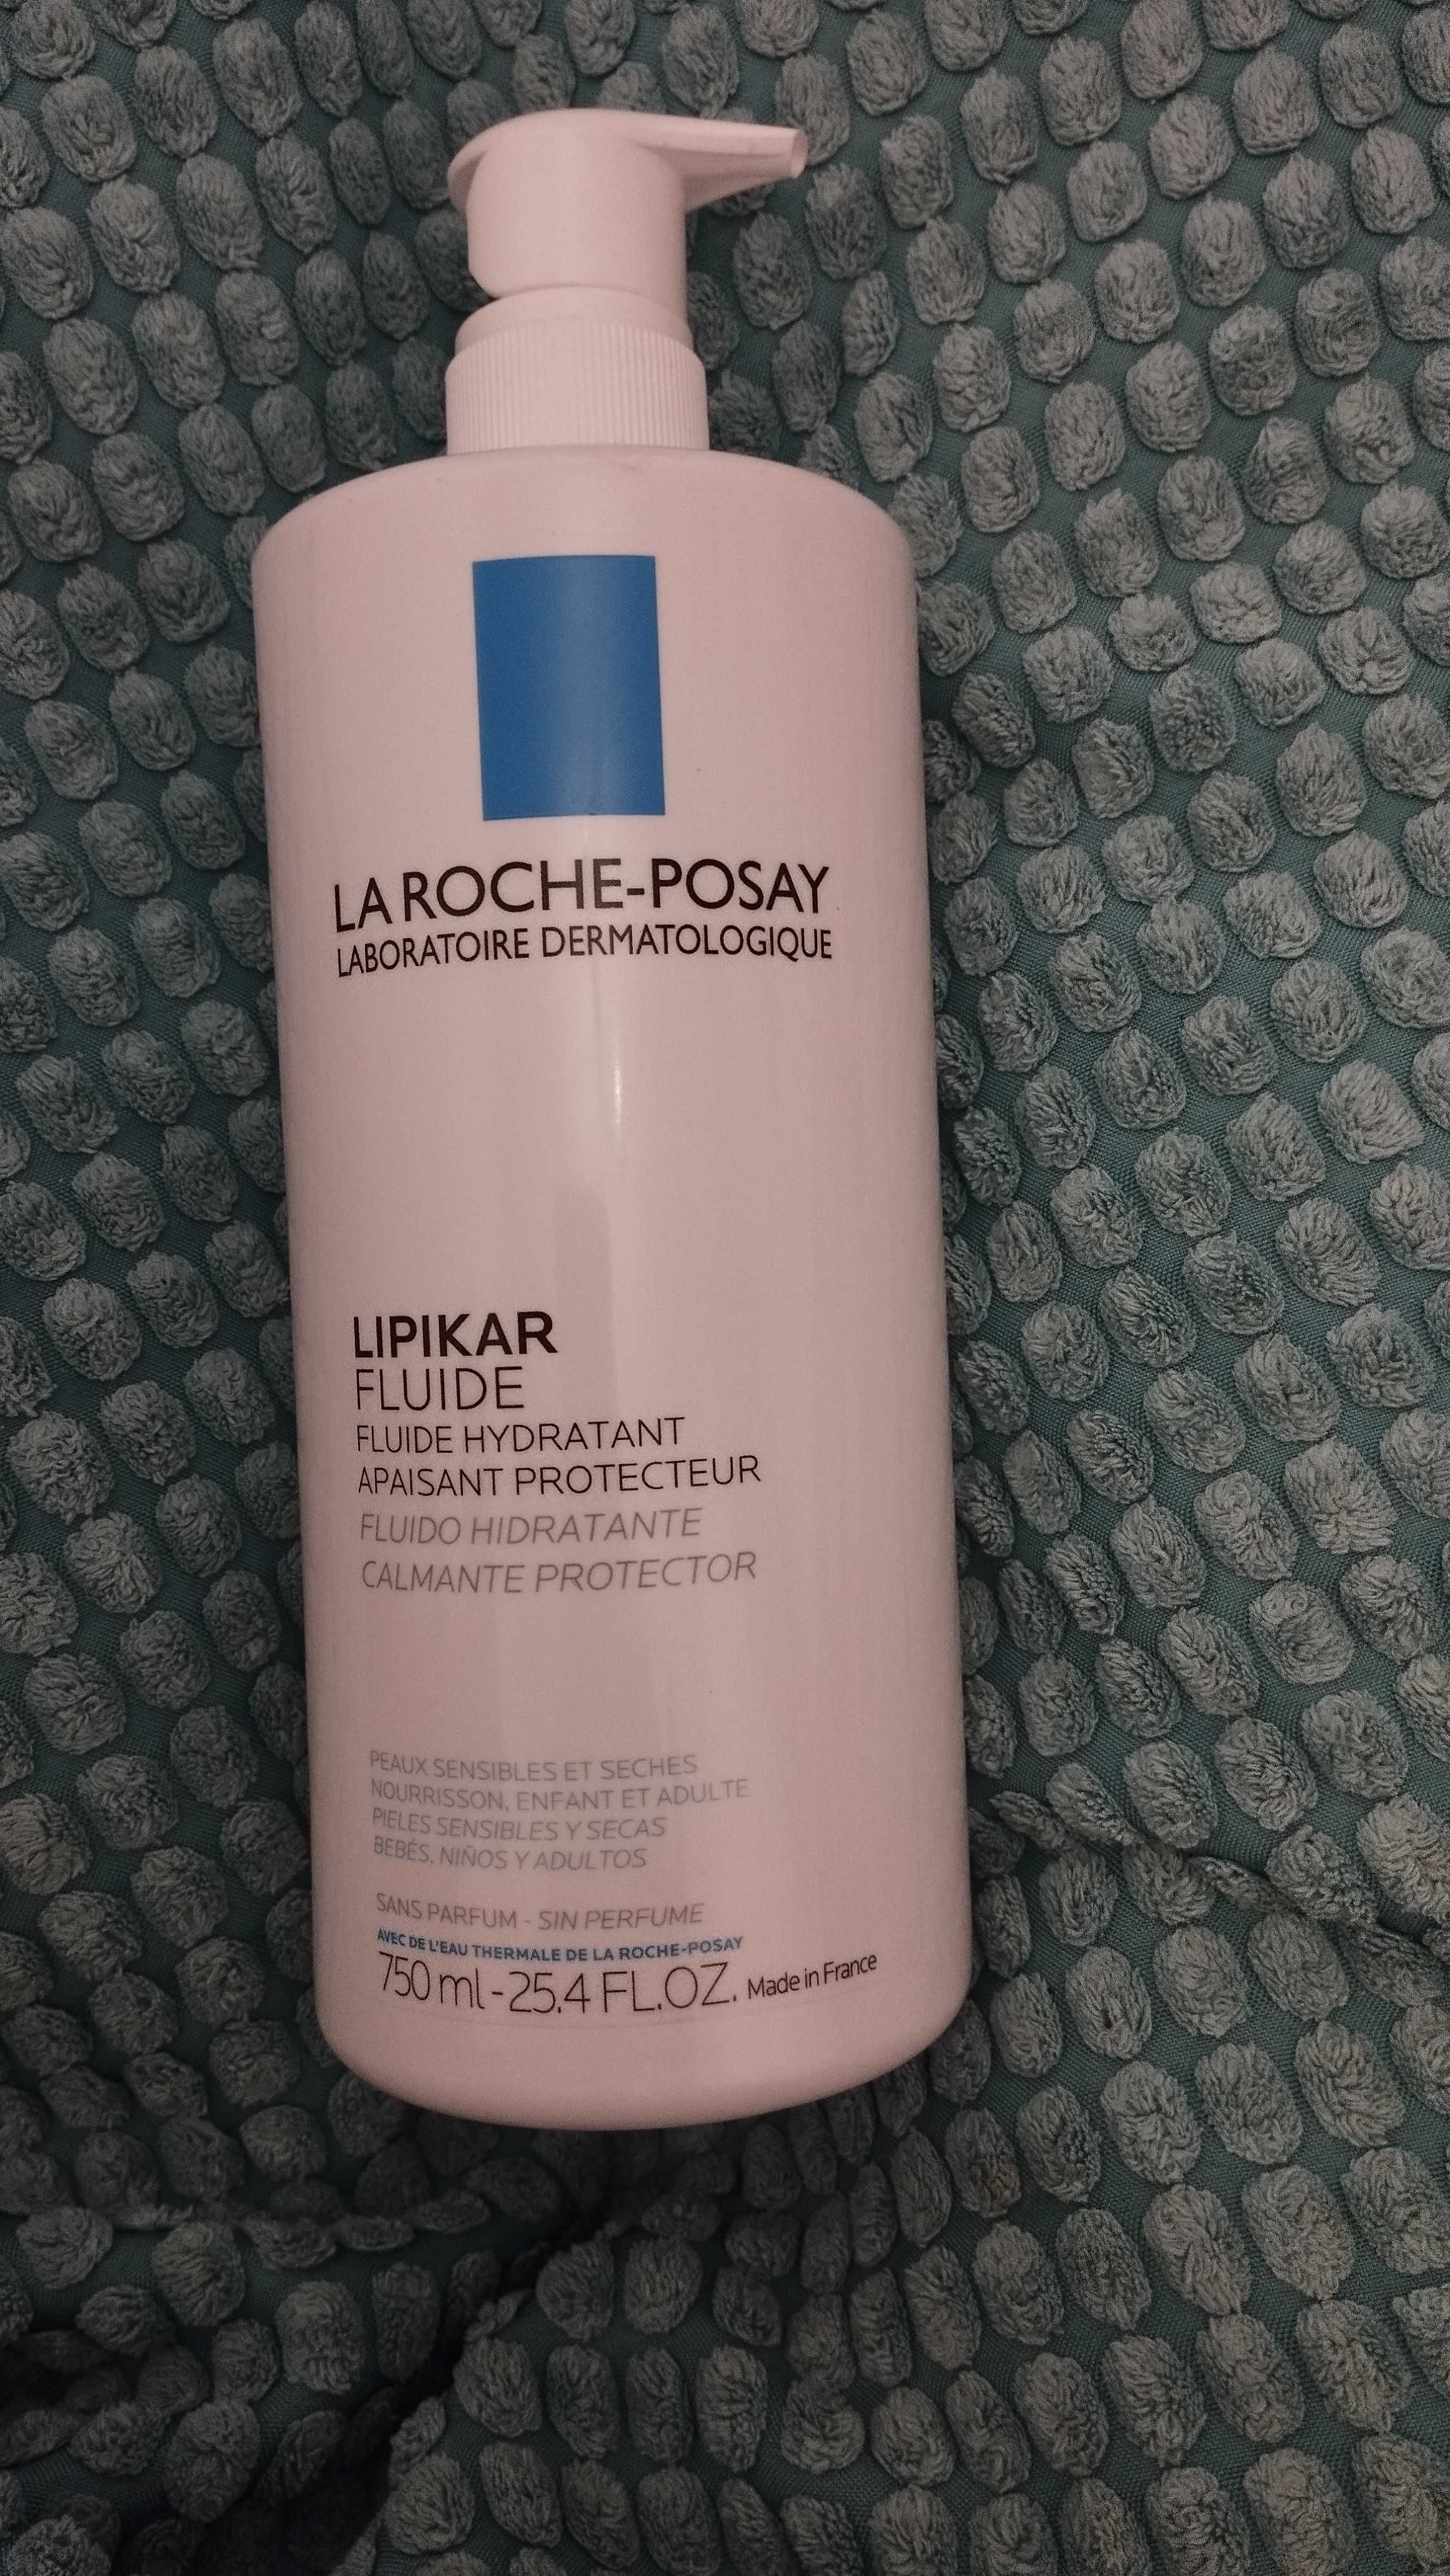 LA ROCHE-POSAY
LABORATOIRE DERMATOLOGIQUE
LIPIKAR
FLUIDE
FLUIDE HYDRATANT
APAISANT PROTECTEUR
FLUIDO HIDRATANTE
CALMANTE PROTECTOR
PEAUX SENSIBLES ET SECHES
NOURRISSON, ENFANT ET ADULTE
PIELES SENSIBLES Y SECAS
BEBÉS, NIÑOS Y ADULTOS
SANS PARFUM - SIN PERFUME
AVEC DE L'EAU THERMALE DE LA ROCHE-POSAY
750 ml - 25.4 FL.OZ. Made in France